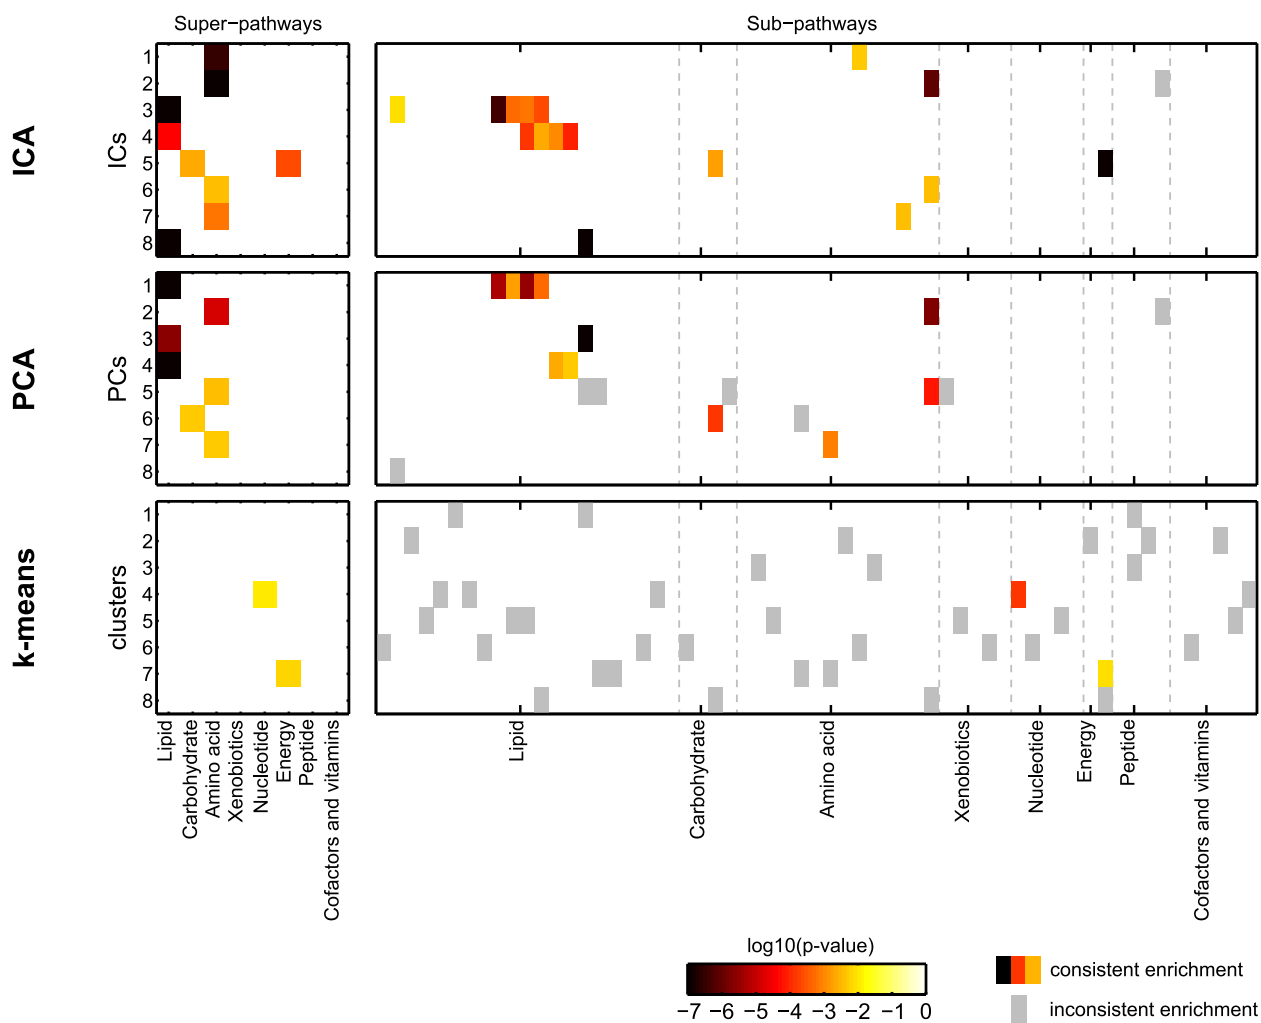 Super−pathways
Sub−pathways
ICA
ICs
1
2
3
4
5
6
7
8
PCA
PCs
1
2
3
4
5
6
7
8
k-means
clusters
1
2
3
4
5
6
7
8
Lipid
Carbohydrate
Amino acid
Xenobiotics
Nucleotide
Energy
Peptide
Cofactors and vitamins
Lipid
Carbohydrate
Amino acid
Xenobiotics
Nucleotide
Energy
Peptide
Cofactors and vitamins
log10(p-value)
−7 −6 −5 −4 −3 −2 −1 0
consistent enrichment
inconsistent enrichment